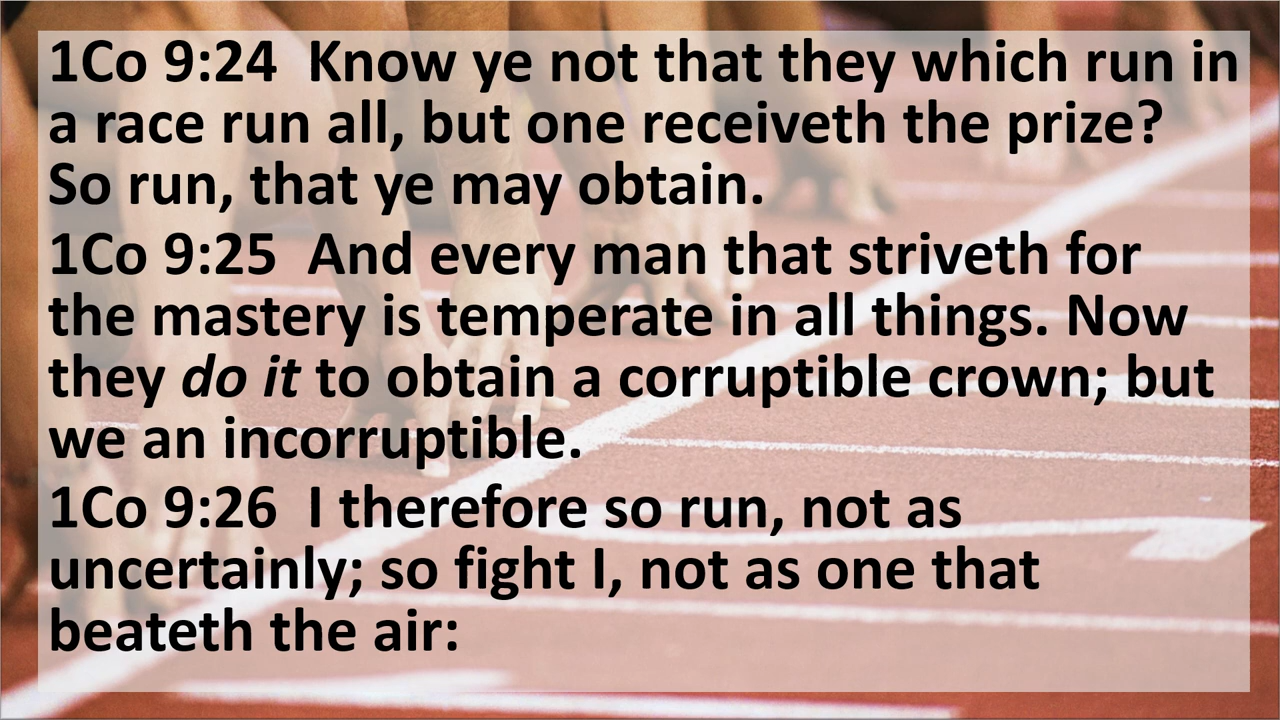 1Co 9:24  Know ye not that they which run in
a race run all, but one receiveth the prize?
So run, that ye may obtain.
1Co 9:25  And every man that striveth for
the mastery is temperate in all things. Now
they do it to obtain a corruptible crown; but
we an incorruptible.
1Co 9:26  I therefore so run, not as
uncertainly; so fight I, not as one that
beateth the air: